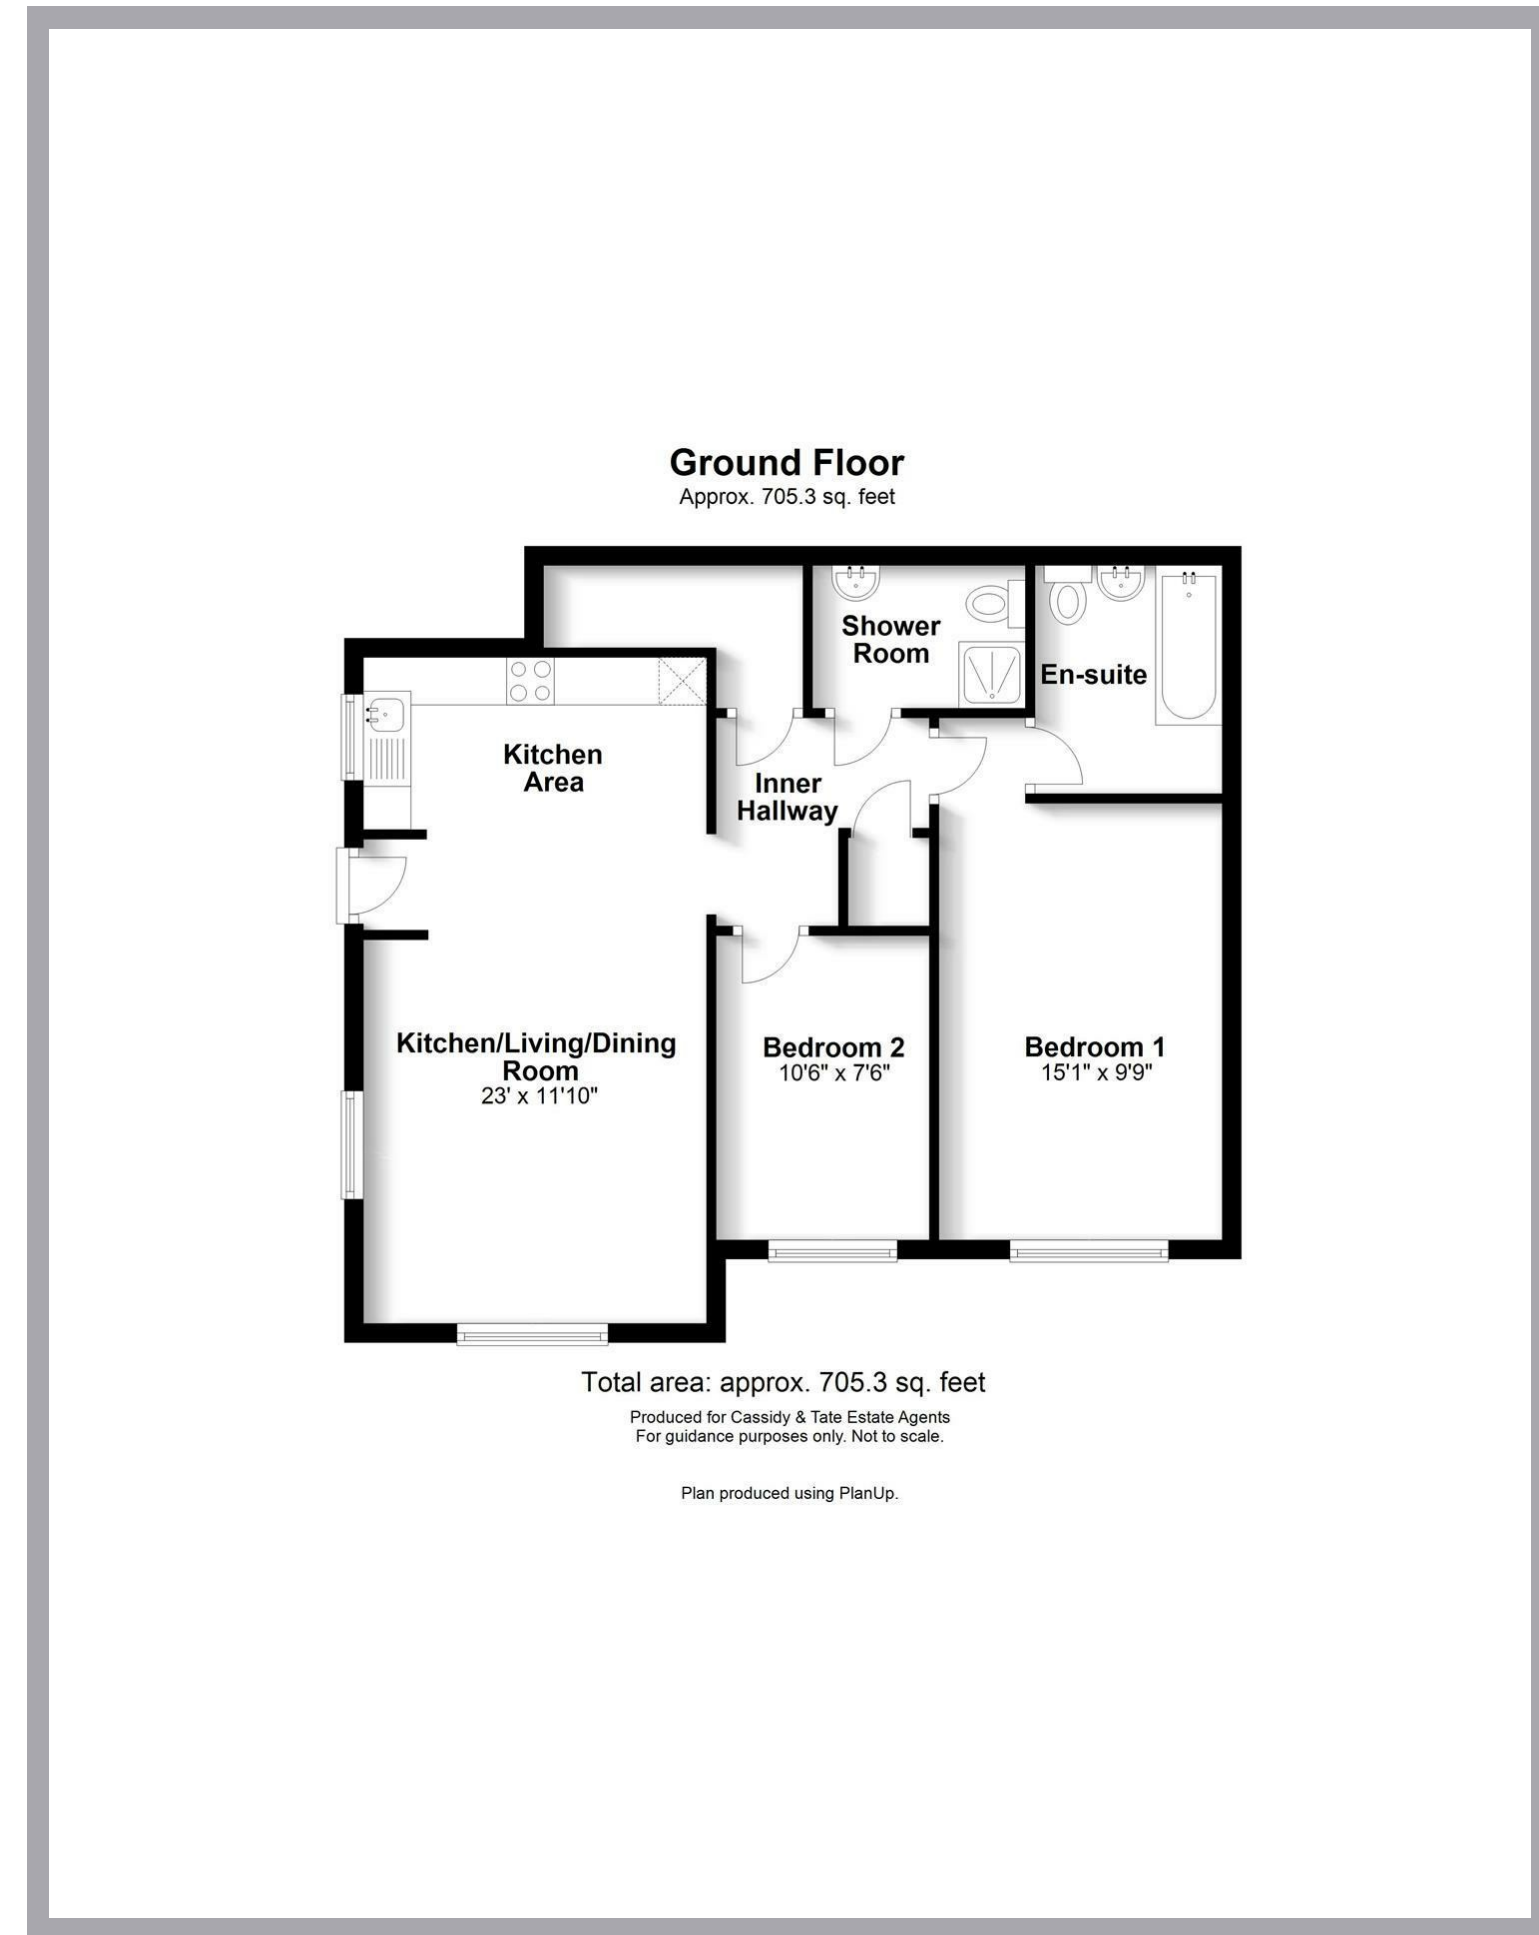 Ground Floor
Approx. 705.3 sq. feet
Shower
Room
En-suite
Kitchen
Area
Inner
Hallway
Kitchen/Living/Dining
Room
23' x 11'10"
Bedroom 2
10'6" x 7'6"
Bedroom 1
15'1" x 9'9"
Total area: approx. 705.3 sq. feet
Produced for Cassidy & Tate Estate Agents
For guidance purposes only. Not to scale.
Plan produced using PlanUp.